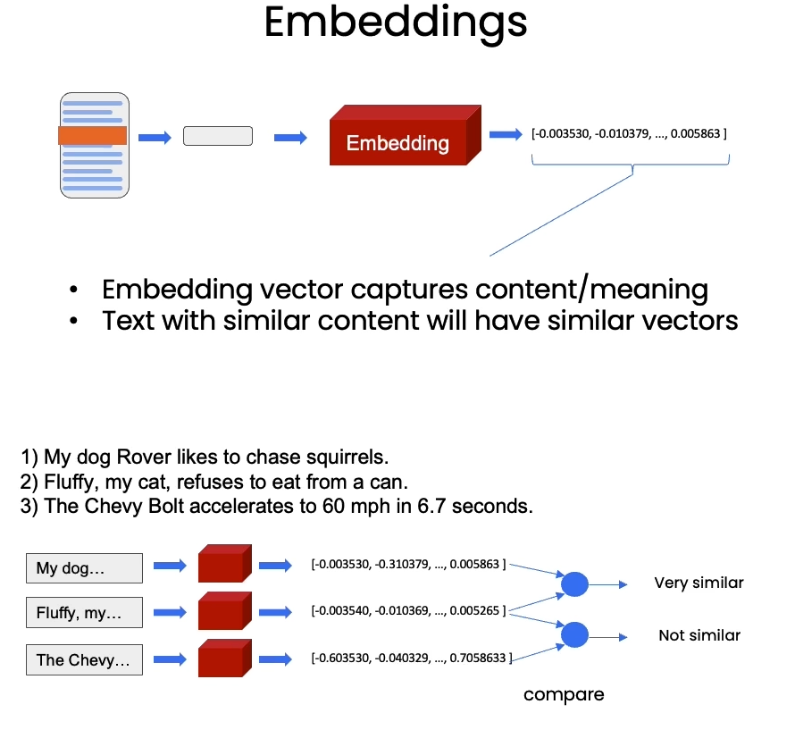 Embeddings
Embedding
[-0.003530, -0.010379, ..., 0.005863 ]
• Embedding vector captures content/meaning
• Text with similar content will have similar vectors
1) My dog Rover likes to chase squirrels.
2) Fluffy, my cat, refuses to eat from a can.
3) The Chevy Bolt accelerates to 60 mph in 6.7 seconds.
My dog...
[-0.003530, -0.310379, ..., 0.005863 ]
Very similar
Fluffy, my...
[-0.003540, -0.010369, ..., 0.005265 ]
Not similar
The Chevy...
[-0.603530, -0.040329, ..., 0.7058633 ]
compare